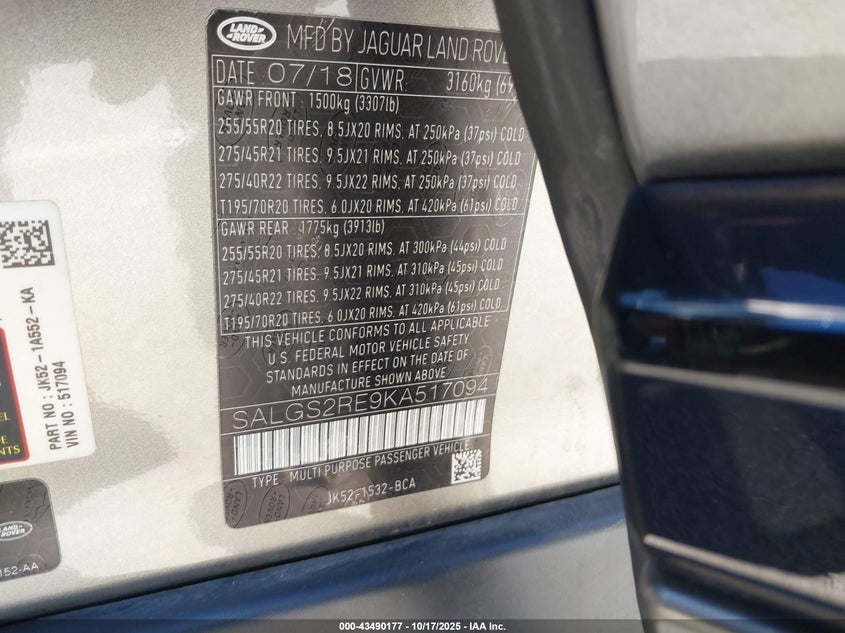 LAND ROVER
MFD BY JAGUAR LAND ROVE
DATE 07/18 GVWR: 3160kg (69
GAWR FRONT : 1500kg (3307lb)
255/55R20 TIRES, 8.5JX20 RIMS, AT 250kPa (37psi) COLD
275/45R21 TIRES, 9.5JX21 RIMS, AT 250kPa (37psi) COLD
275/40R22 TIRES, 9.5JX22 RIMS, AT 250kPa (37psi) COLD
T195/70R20 TIRES, 6.0JX20 RIMS, AT 420kPa (61psi) COLD
GAWR REAR : 1775kg (3913lb)
255/55R20 TIRES, 8.5JX20 RIMS, AT 300kPa (44psi) COLD
275/45R21 TIRES, 9.5JX21 RIMS, AT 310kPa (45psi) COLD
275/40R22 TIRES, 9.5JX22 RIMS, AT 310kPa (45psi) COLD
T195/70R20 TIRES, 6.0JX20 RIMS, AT 420kPa (61psi) COLD
THIS VEHICLE CONFORMS TO ALL APPLICABLE
U.S. FEDERAL MOTOR VEHICLE SAFETY
STANDARDS IN EFFECT ON THE DATE OF
MANUFACTURE SHOWN ABOVE
SALGS2RE9KA517094
TYPE : MULTI PURPOSE PASSENGER VEHICLE
JK52-1532-BCA
PART NO : JK52-1A552-KA
VIN NO : 517094
LAND ROVER
152-AA
000-43490177 - 10/17/2025 - IAA Inc.